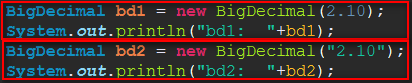 BigDecimal bd1 = new BigDecimal(2.10);
System.out.println("bd1:  "+bd1);
BigDecimal bd2 = new BigDecimal("2.10");
System.out.println("bd2:  "+bd2);